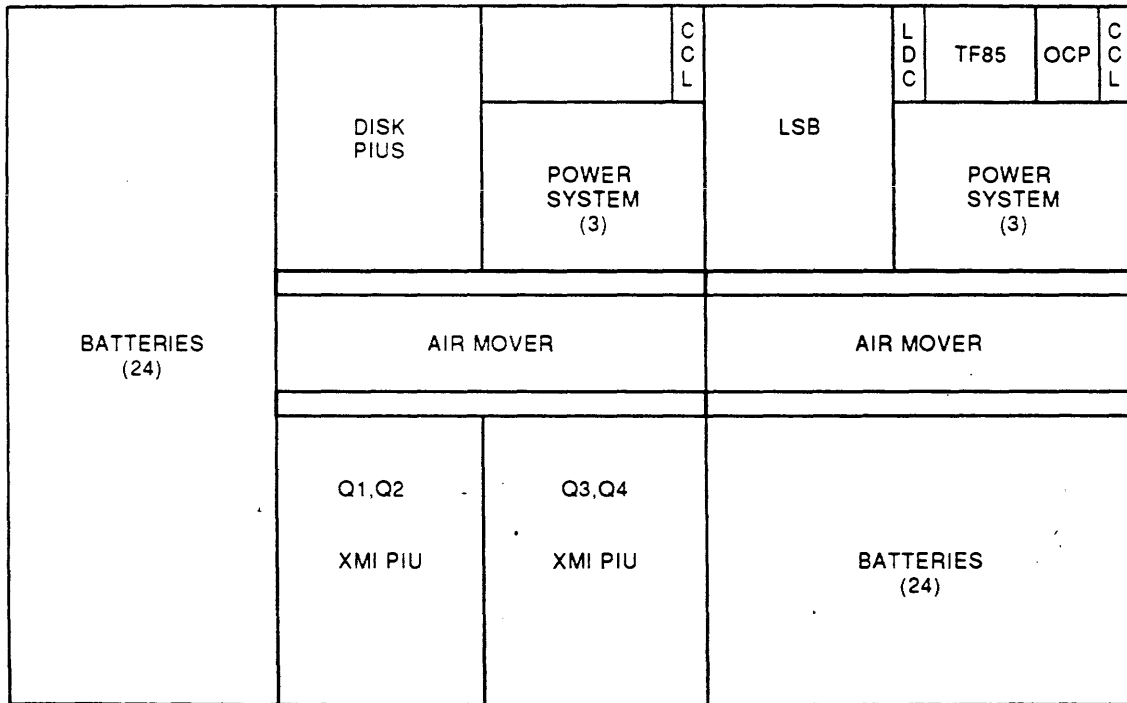 C
C
L
L
D
C
TF85
OCP
C
C
L
DISK
PIUS
LSB
POWER
SYSTEM
(3)
POWER
SYSTEM
(3)
BATTERIES
(24)
AIR MOVER
AIR MOVER
Q1,Q2
Q3,Q4
XMI PIU
XMI PIU
BATTERIES
(24)